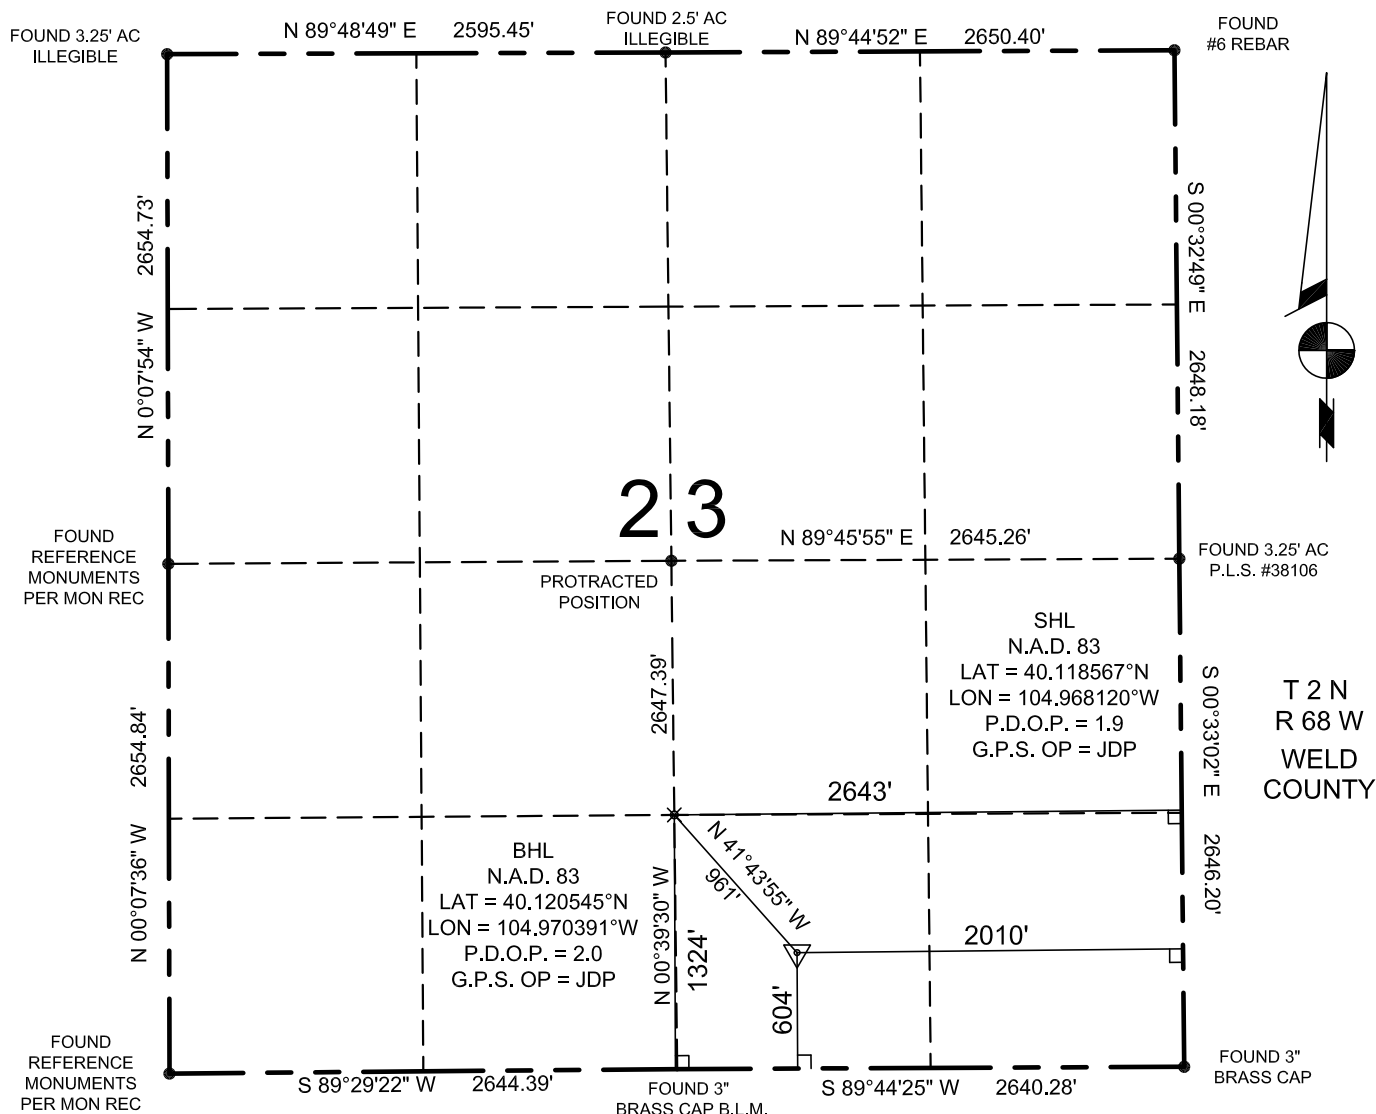 FOUND 3.25' AC
ILLEGIBLE
N 89°48'49" E 2595.45'
FOUND 2.5' AC
ILLEGIBLE
N 89°44'52" E 2650.40'
FOUND
#6 REBAR
N 0°07'54" W 2654.73'
S 00°32'49" E 2648.18'
23
N 89°45'55" E 2645.26'
FOUND
REFERENCE
MONUMENTS
PER MON REC
PROTRACTED
POSITION
FOUND 3.25' AC
P.L.S. #38106
SHL
N.A.D. 83
LAT = 40.118567°N
LON = 104.968120°W
P.D.O.P. = 1.9
G.P.S. OP = JDP
T 2 N
R 68 W
WELD
COUNTY
2647.39'
N 00°07'36" W 2654.84'
S 00°33'02" E 2646.20'
2643'
N 41°43'55" W
961'
BHL
N.A.D. 83
LAT = 40.120545°N
LON = 104.970391°W
P.D.O.P. = 2.0
G.P.S. OP = JDP
N 00°39'30" W
1324'
2010'
604'
FOUND
REFERENCE
MONUMENTS
PER MON REC
S 89°29'22" W 2644.39'
FOUND 3"
BRASS CAP B.L.M.
S 89°44'25" W 2640.28'
FOUND 3"
BRASS CAP